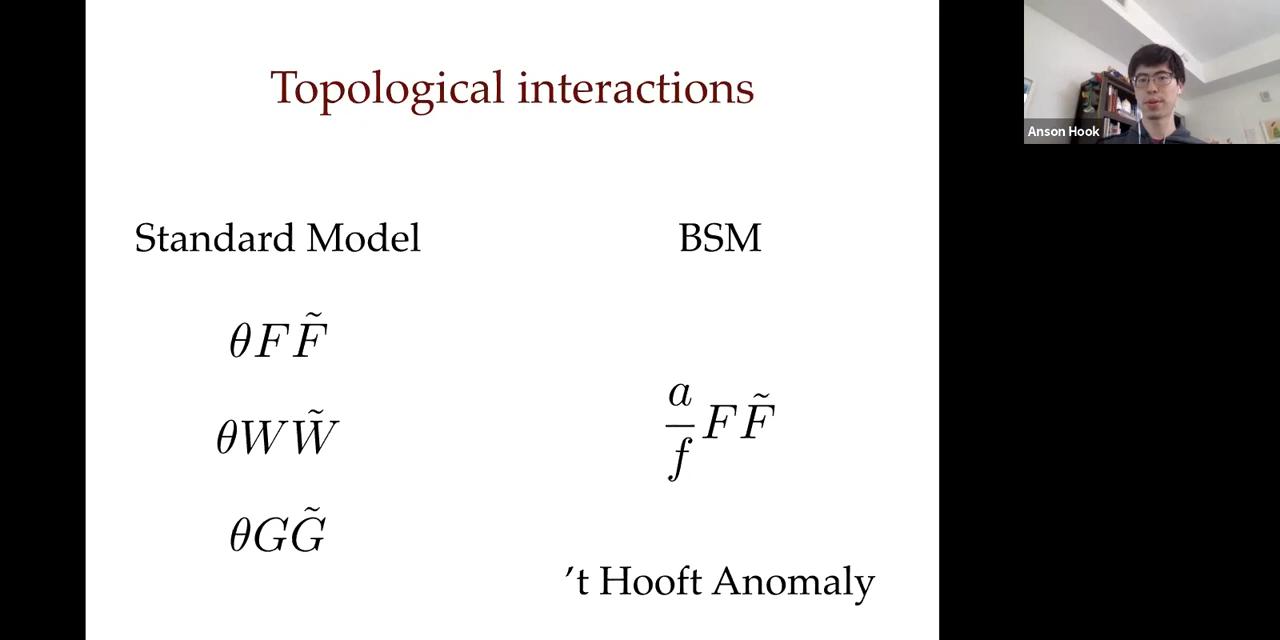 Topological interactions
Anson Hook
Standard Model
BSM
θFF̃
θWW̃
θGG̃
a/f FF̃
't Hooft Anomaly